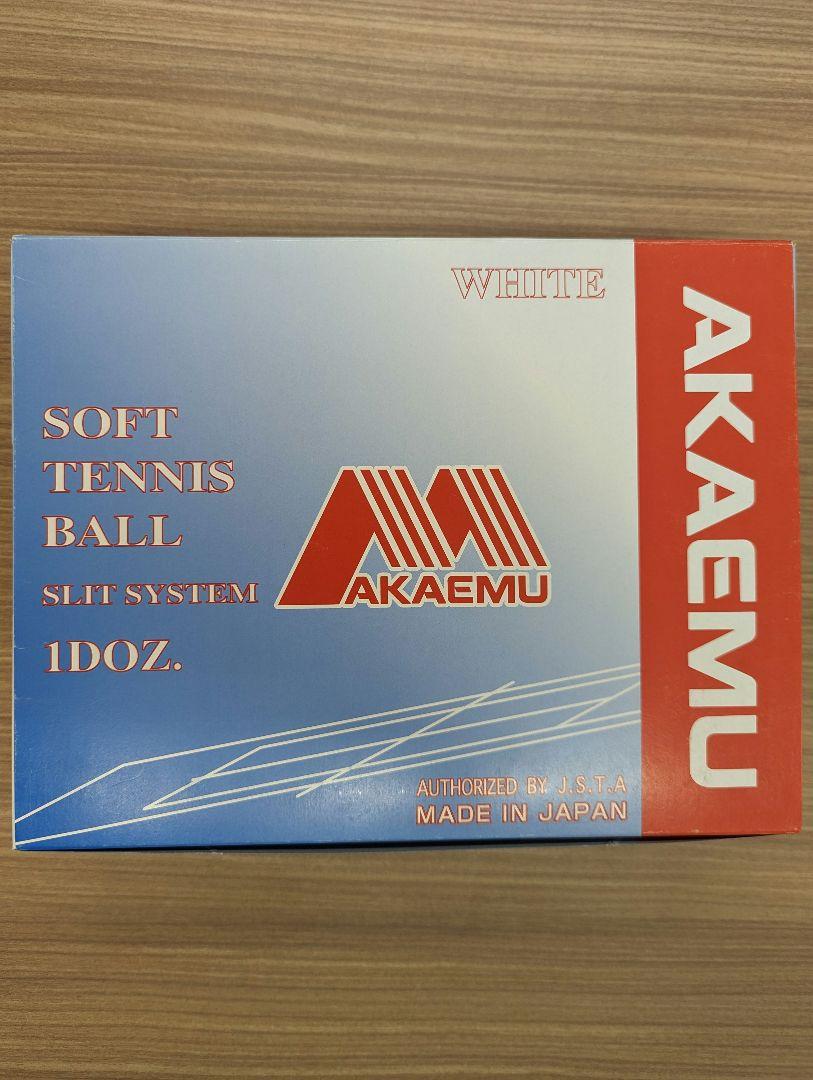 WHITE
SOFT
TENNIS
BALL
SLIT SYSTEM
1DOZ.
AKAEMU
AUTHORIZED BY J.S.T.A
MADE IN JAPAN
AKAEMU